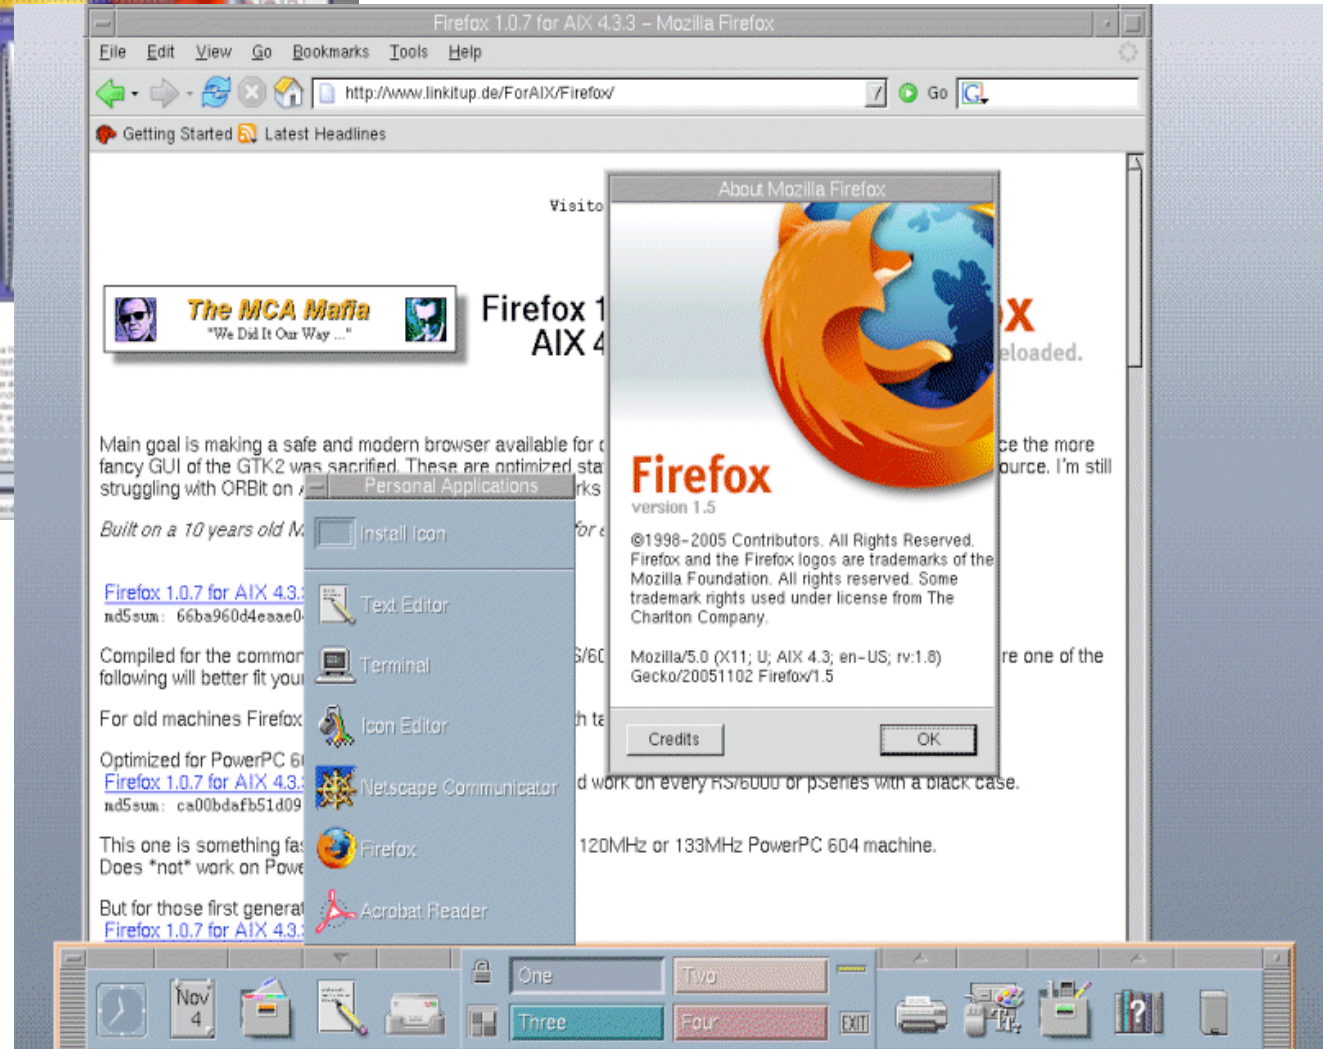 Firefox 1.0.7 for AIX 4.3.3 – Mozilla Firefox
File Edit View Go Bookmarks Tools Help
http://www.linkitup.de/ForAIX/Firefox/ Go G
Getting Started Latest Headlines
About Mozilla Firefox
Visito
The MCA Mafia
"We Did It Our Way ..."
Firefox 1
AIX 4
x
eloaded.
Main goal is making a safe and modern browser available for ce the more
fancy GUI of the GTK2 was sacrified. These are optimized sta ource. I'm still
struggling with ORBit on rks
Built on a 10 years old for
Firefox
version 1.5
©1998–2005 Contributors. All Rights Reserved.
Firefox and the Firefox logos are trademarks of the
Mozilla Foundation. All rights reserved. Some
trademark rights used under license from The
Charlton Company.
Mozilla/5.0 (X11; U; AIX 4.3; en–US; rv:1.8)
Gecko/20051102 Firefox/1.5
Credits OK
Firefox 1.0.7 for AIX 4.3.
md5sum: 66ba960d4eaae0
Compiled for the common S/60 re one of the
following will better fit your
For old machines Firefox h ta
Optimized for PowerPC 6
Firefox 1.0.7 for AIX 4.3. d work on every RS/6000 or pSeries with a black case.
md5sum: ca00bdafb51d09
This one is something fas 120MHz or 133MHz PowerPC 604 machine.
Does *not* work on Powe
But for those first generat
Firefox 1.0.7 for AIX 4.3.
Personal Applications
Install Icon
Text Editor
Terminal
Icon Editor
Netscape Communicator
Firefox
Acrobat Reader
Nov
4
One Two
Three Four
EXIT
?